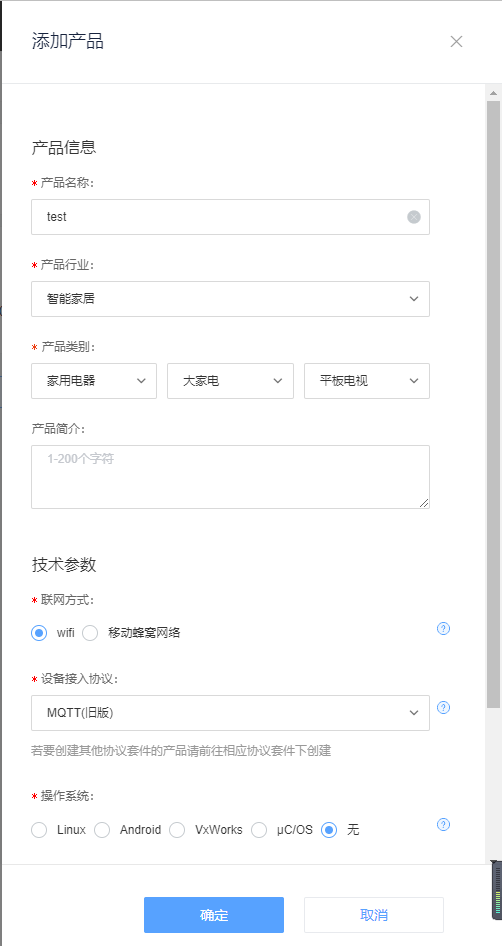 添加产品
产品信息
* 产品名称:
test
* 产品行业:
智能家居
* 产品类别:
家用电器 大家电 平板电视
产品简介:
1-200个字符
技术参数
* 联网方式:
wifi 移动蜂窝网络
* 设备接入协议:
MQTT(旧版)
若要创建其他协议套件的产品请前往相应协议套件下创建
* 操作系统:
Linux Android VxWorks μC/OS 无
确定 取消